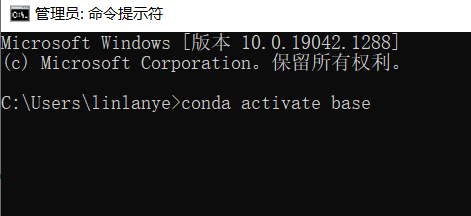 管理员: 命令提示符
Microsoft Windows [版本 10.0.19042.1288]
(c) Microsoft Corporation。保留所有权利。
C:\Users\linlanye>conda activate base